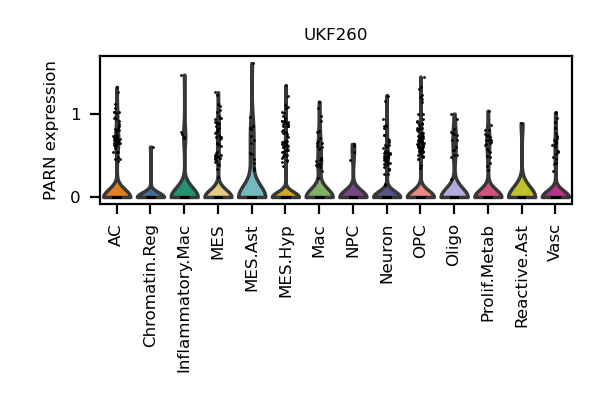 UKF260
PARN expression
1
0
AC
Chromatin.Reg
Inflammatory.Mac
MES
MES.Ast
MES.Hyp
Mac
NPC
Neuron
OPC
Oligo
Prolif.Metab
Reactive.Ast
Vasc